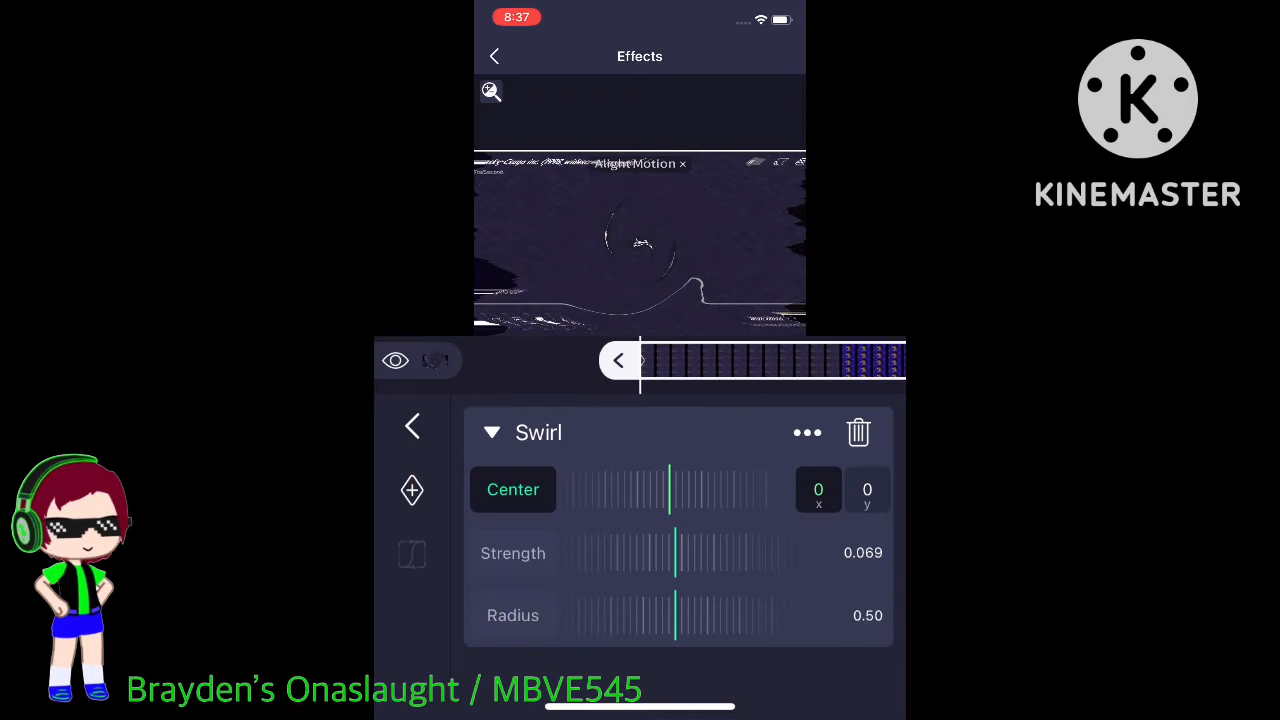 8:37
Effects
Alight Motion ×
KINEMASTER
Swirl
Center
0
x
0
y
Strength
0.069
Radius
0.50
Brayden's Onaslaught / MBVE545